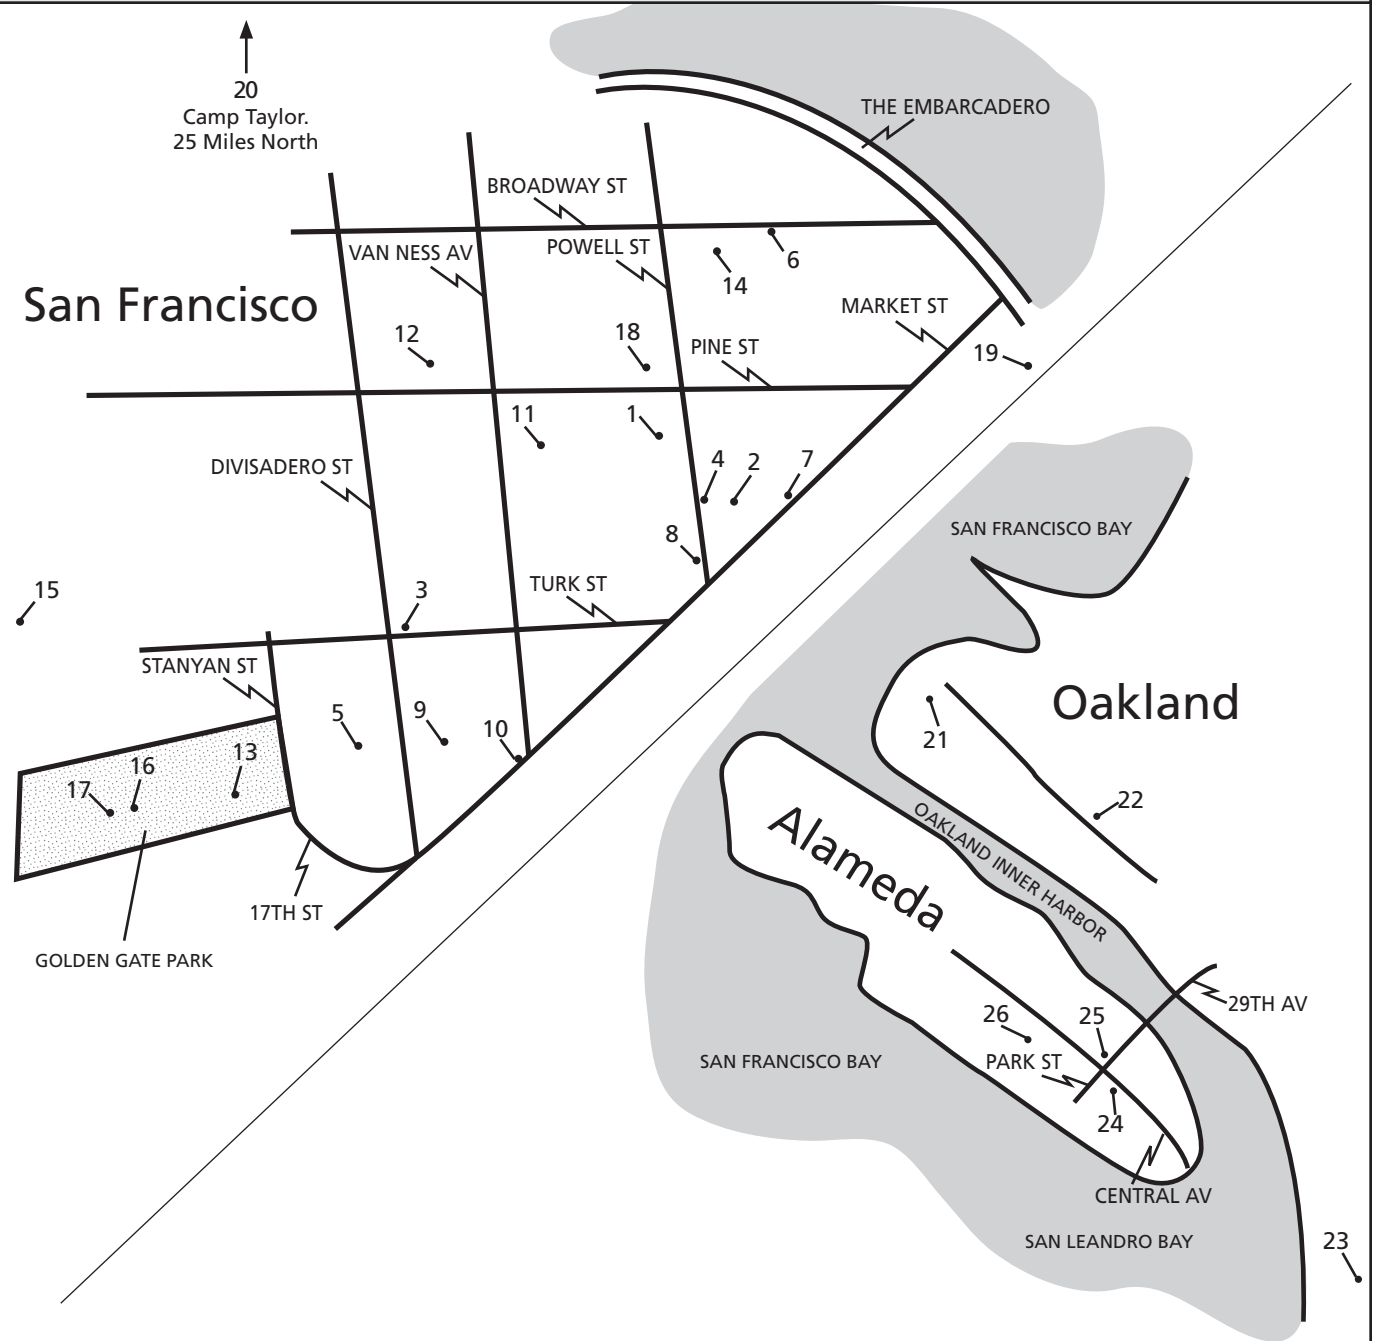 20
Camp Taylor.
25 Miles North
THE EMBARCADERO
BROADWAY ST
VAN NESS AV
POWELL ST
6
14
San Francisco
MARKET ST
12
18
PINE ST
19
11
1
DIVISADERO ST
4
2
7
SAN FRANCISCO BAY
8
15
3
TURK ST
STANYAN ST
Oakland
5
9
10
21
13
16
17
22
Alameda
OAKLAND INNER HARBOR
17TH ST
GOLDEN GATE PARK
29TH AV
26
25
SAN FRANCISCO BAY
PARK ST
24
CENTRAL AV
SAN LEANDRO BAY
23